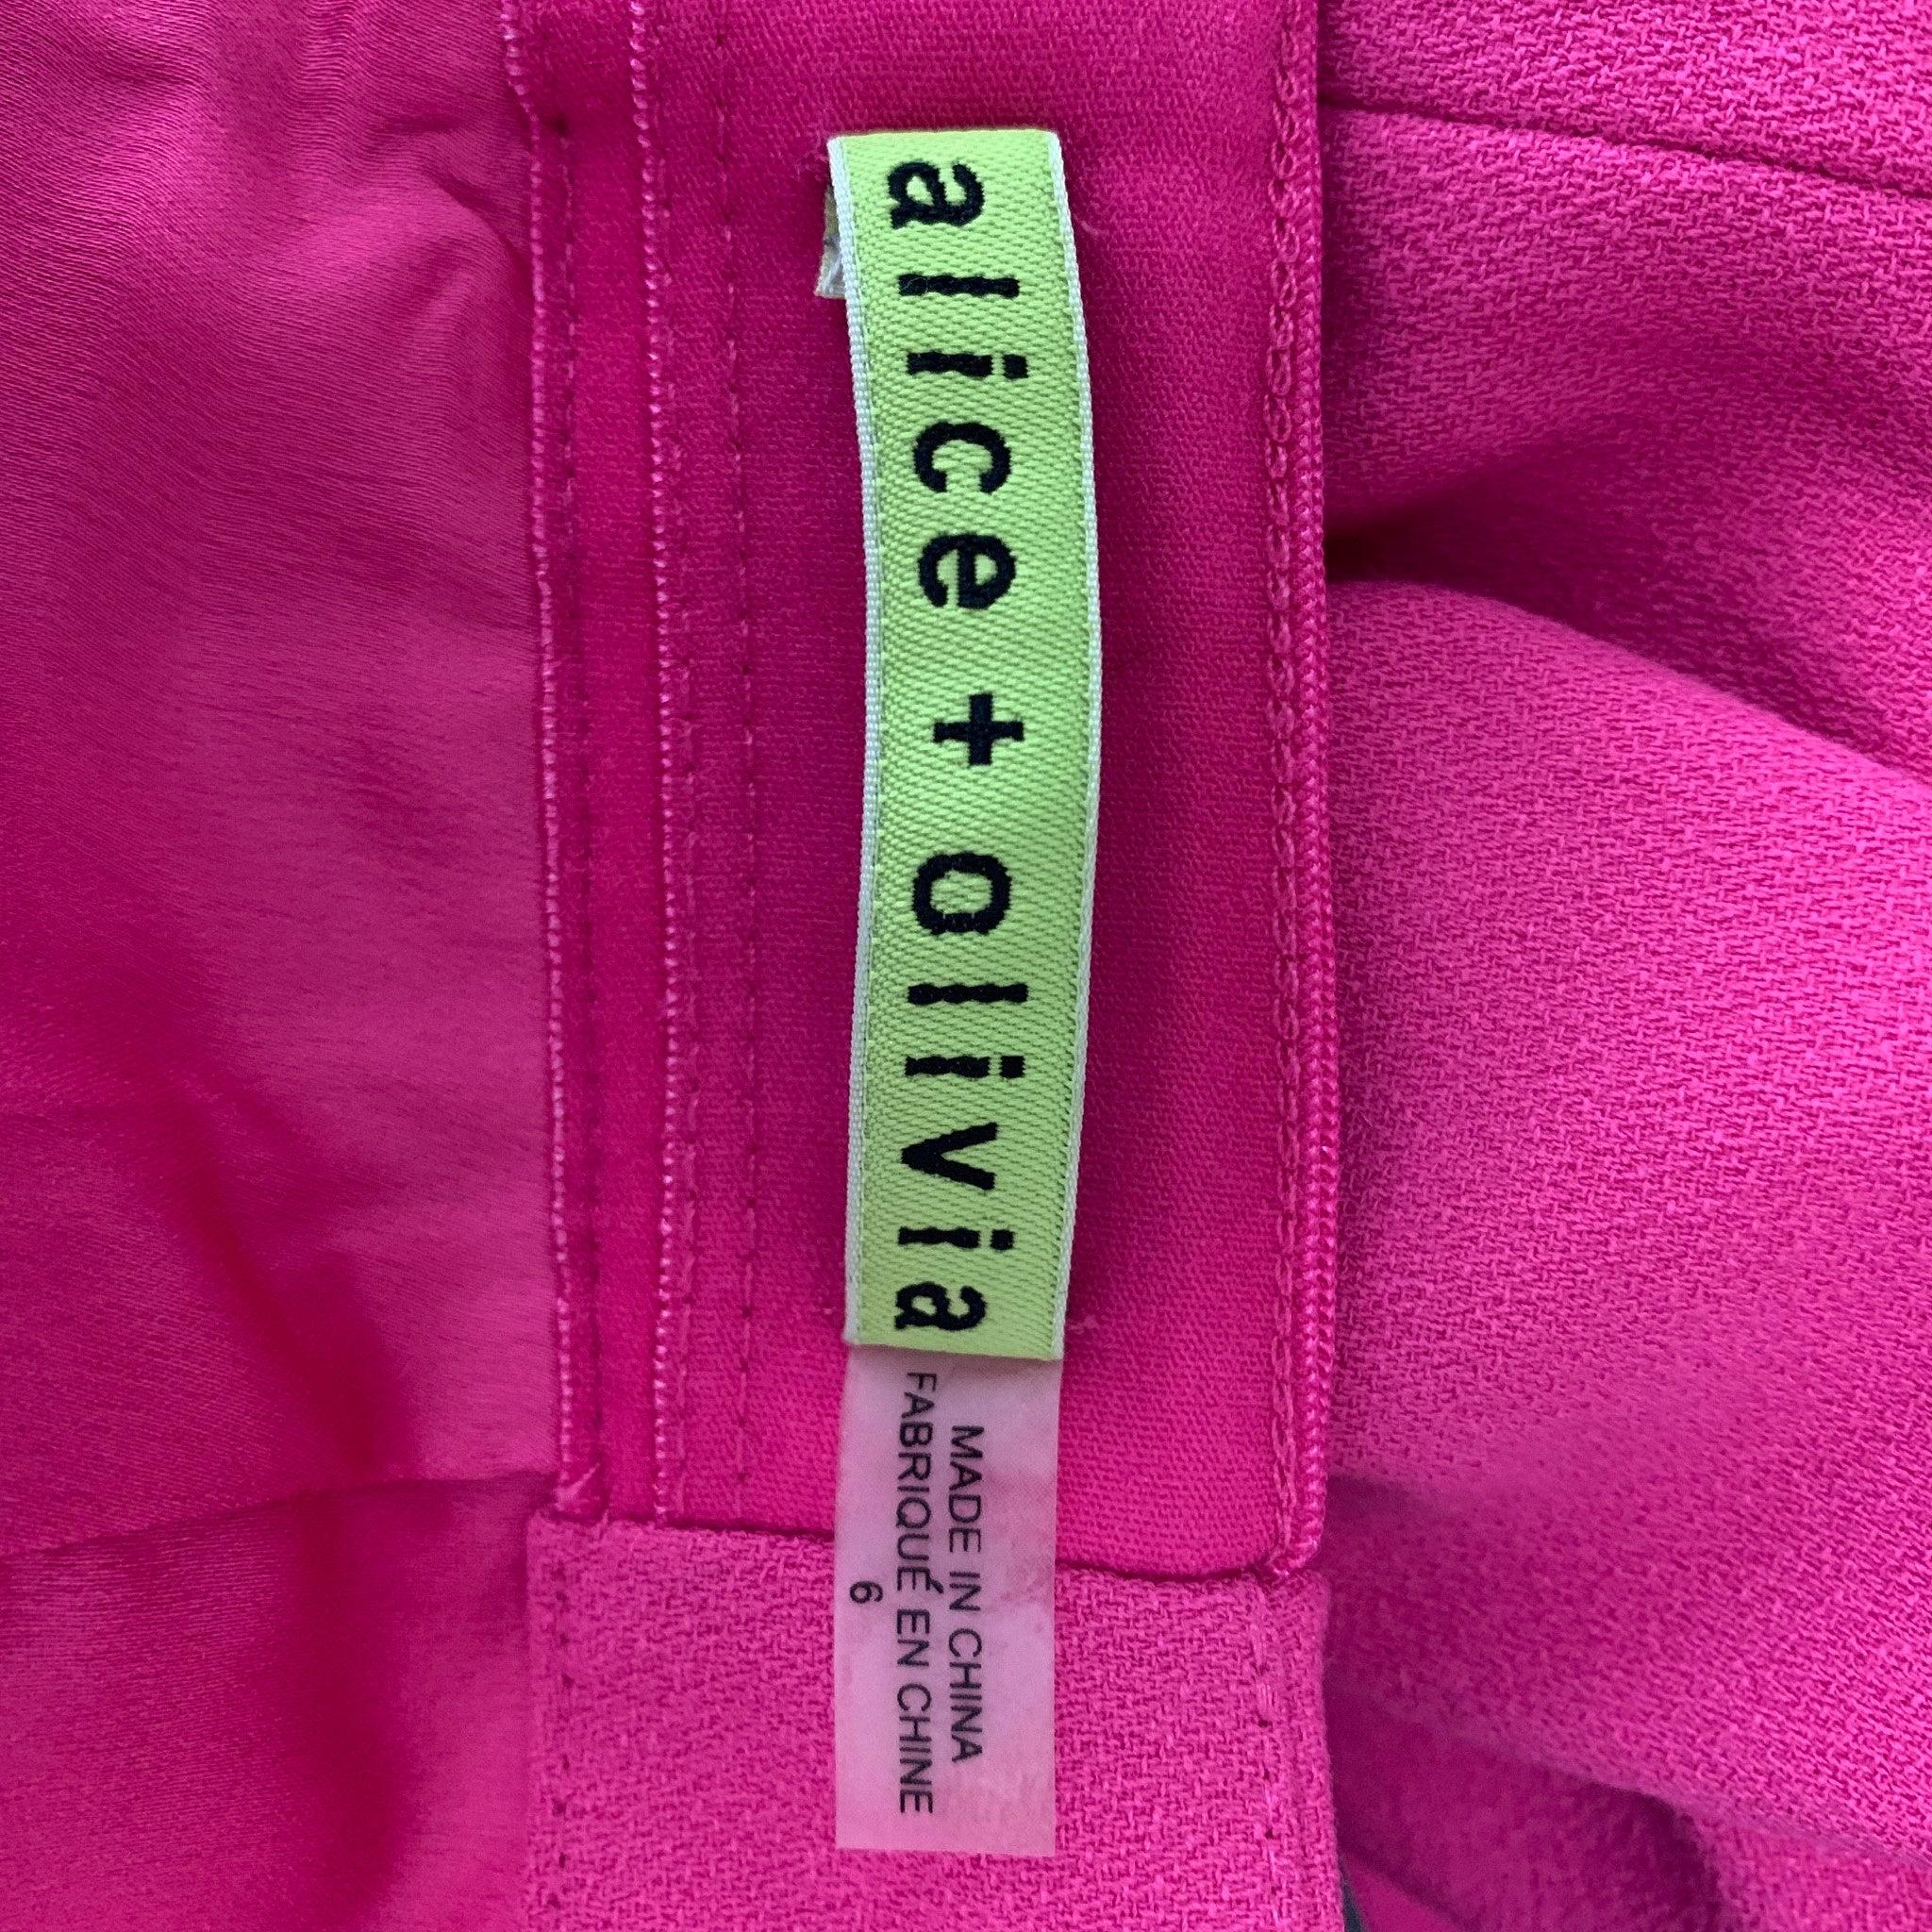 alice + olivia
MADE IN CHINA
FABRIQUÉ EN CHINE
6